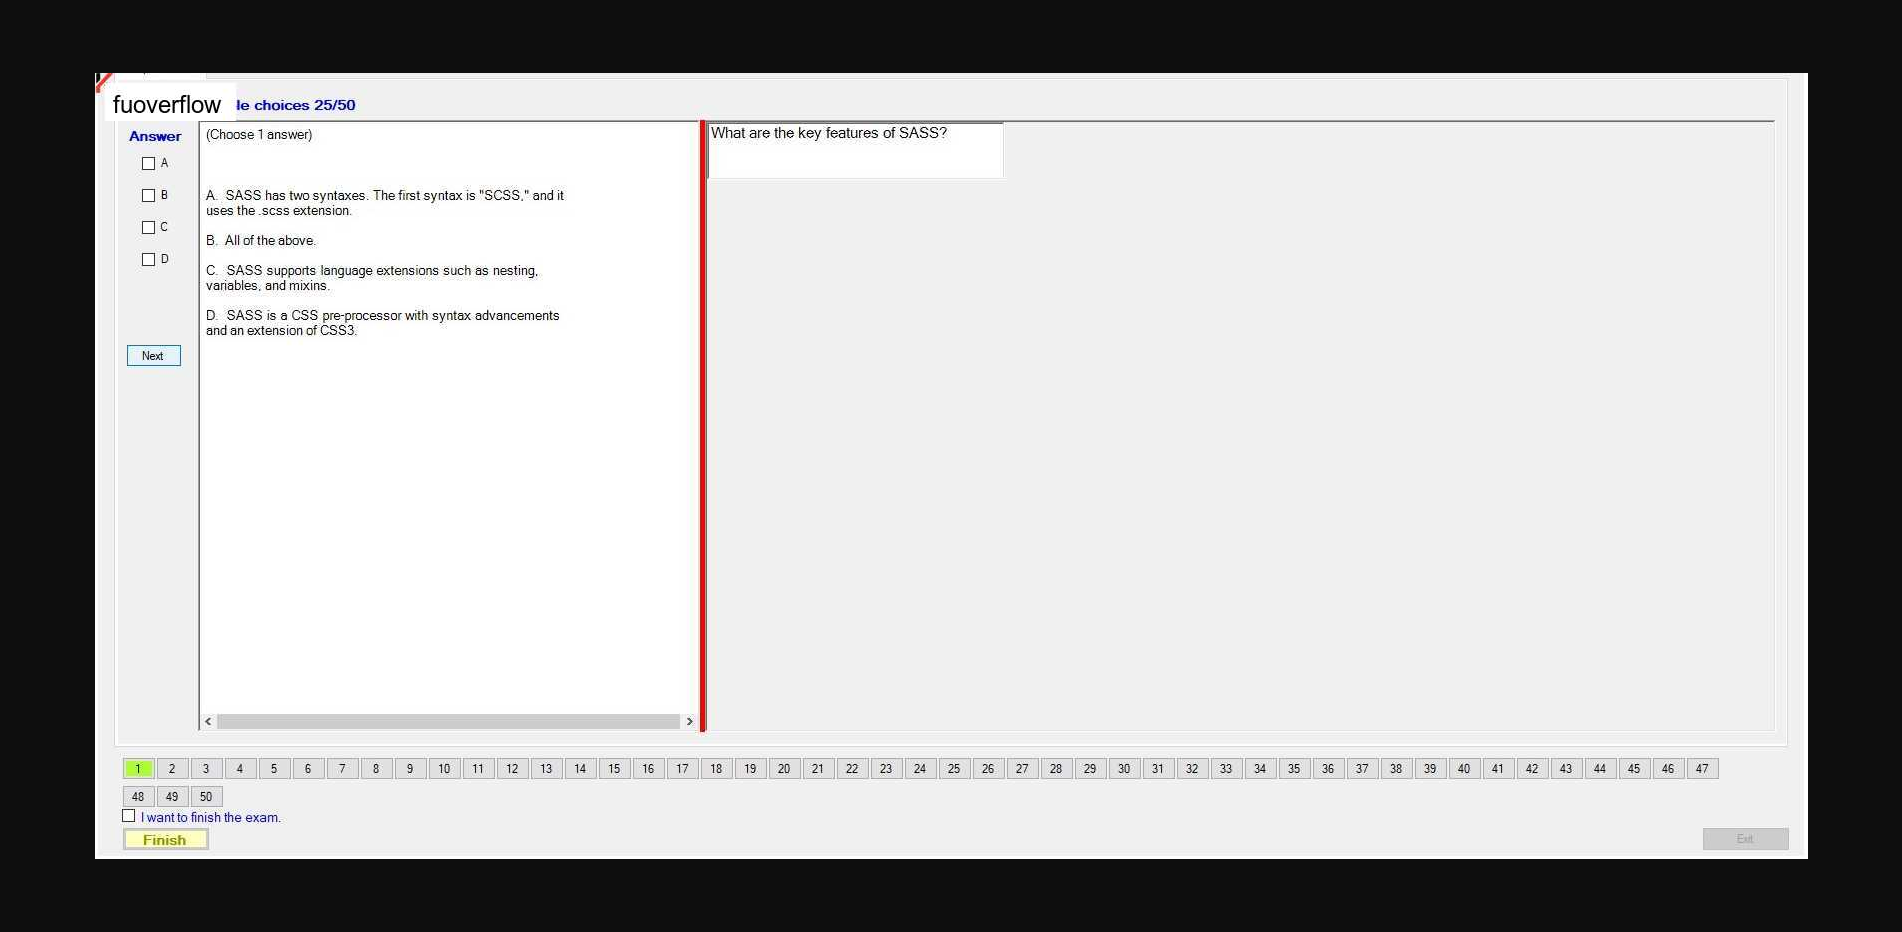 fuoverflow
le choices 25/50
Answer
A
B
C
D
Next
(Choose 1 answer)
A. SASS has two syntaxes. The first syntax is "SCSS," and it
uses the .scss extension.
B. All of the above.
C. SASS supports language extensions such as nesting,
variables, and mixins.
D. SASS is a CSS pre-processor with syntax advancements
and an extension of CSS3.
What are the key features of SASS?
1 2 3 4 5 6 7 8 9 10 11 12 13 14 15 16 17 18 19 20 21 22 23 24 25 26 27 28 29 30 31 32 33 34 35 36 37 38 39 40 41 42 43 44 45 46 47
48 49 50
I want to finish the exam.
Finish
Exit